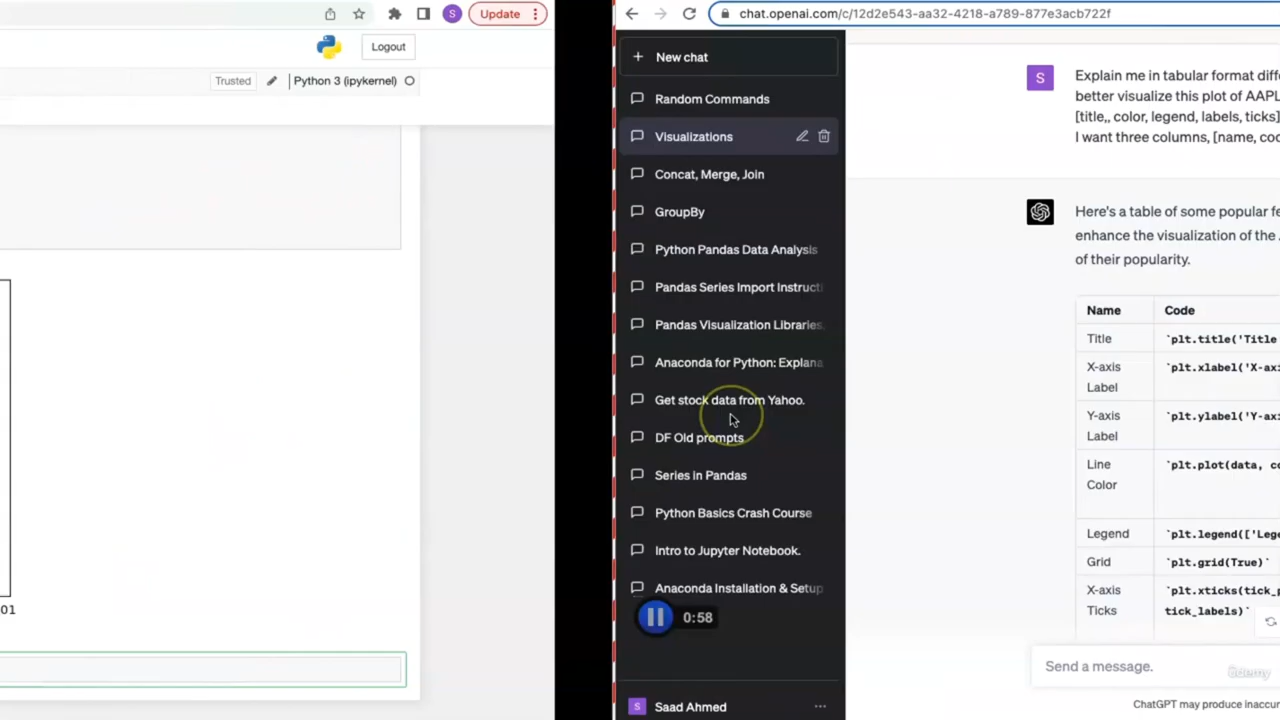 S
Update
Logout
Trusted
Python 3 (ipykernel)
01
chat.openai.com/c/12d2e543-aa32-4218-a789-877e3acb722f
+ New chat
Random Commands
Visualizations
Concat, Merge, Join
GroupBy
Python Pandas Data Analysis
Pandas Series Import Instructi
Pandas Visualization Libraries.
Anaconda for Python: Explana
Get stock data from Yahoo.
DF Old prompts
Series in Pandas
Python Basics Crash Course
Intro to Jupyter Notebook.
Anaconda Installation & Setup
0:58
S
Saad Ahmed
...
S
Explain me in tabular format diffe
better visualize this plot of AAPL
[title,, color, legend, labels, ticks]
I want three columns, [name, coc
Here's a table of some popular fe
enhance the visualization of the
of their popularity.
Name Code
Title `plt.title('Title
X-axis Label `plt.xlabel('X-axi
Y-axis Label `plt.ylabel('Y-axi
Line Color `plt.plot(data, co
Legend `plt.legend(['Lege
Grid `plt.grid(True)`
X-axis Ticks `plt.xticks(tick_p
tick_labels)`
Send a message.
ûdemy
ChatGPT may produce inaccur